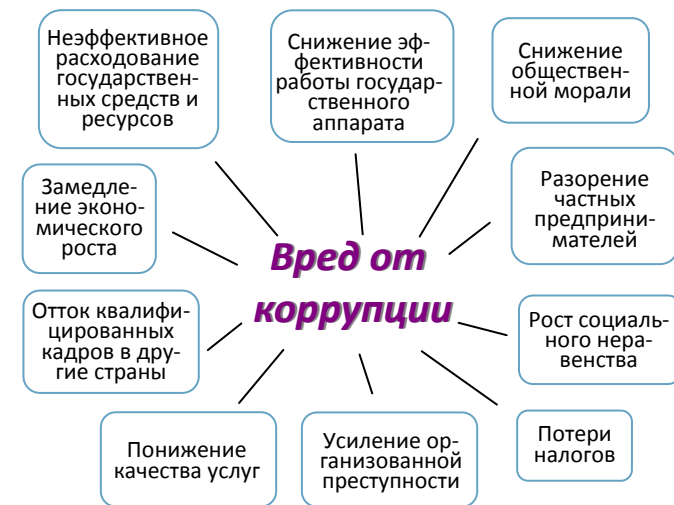 Неэффективное
расходование
государствен-
ных средств и
ресурсов
Снижение эф-
фективности
работы государ-
ственного
аппарата
Снижение
обществен-
ной морали
Замедле-
ние эконо-
мического
роста
Разорение
частных
предприни-
мателей
Вред от
коррупции
Отток квалифи-
цированных
кадров в дру-
гие страны
Рост социаль-
ного нера-
венства
Понижение
качества услуг
Усиление ор-
ганизованной
преступности
Потери
налогов